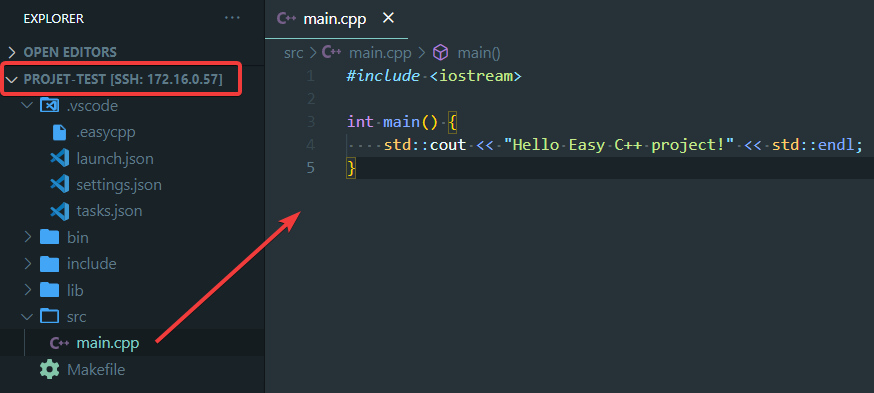 EXPLORER
OPEN EDITORS
PROJET-TEST [SSH: 172.16.0.57]
.vscode
.easycpp
launch.json
settings.json
tasks.json
bin
include
lib
src
main.cpp
Makefile
main.cpp
src > main.cpp > main()
1 #include <iostream>
2
3 int main() {
4 std::cout << "Hello Easy C++ project!" << std::endl;
5 }